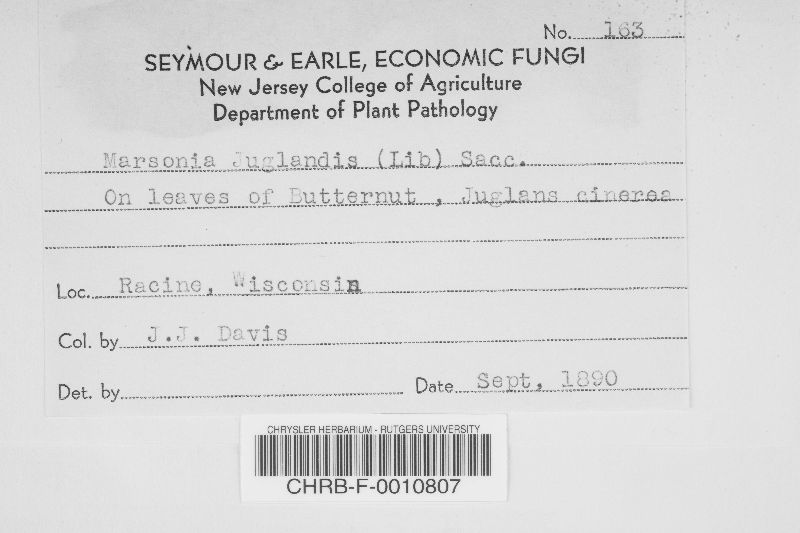 No. 163
SEYMOUR & EARLE, ECONOMIC FUNGI
New Jersey College of Agriculture
Department of Plant Pathology
Marsonia Juglandis (Lib) Sacc.
On leaves of Butternut , Juglans cinerea
Loc. Racine, Wisconsin
Col. by J.J. Davis
Det. by
Date Sept, 1890
CHRYSLER HERBARIUM - RUTGERS UNIVERSITY
CHRB-F-0010807